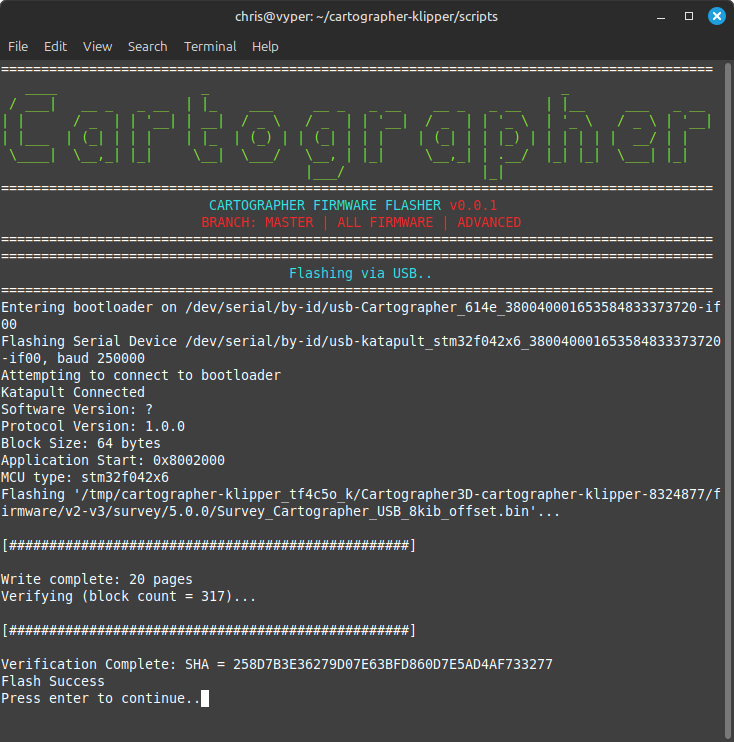 chris@vyper: ~/cartographer-klipper/scripts
File Edit View Search Terminal Help
=========================================================================================
Cartographer
=========================================================================================
CARTOGRAPHER FIRMWARE FLASHER v0.0.1
BRANCH: MASTER | ALL FIRMWARE | ADVANCED
=========================================================================================
=========================================================================================
Flashing via USB..
=========================================================================================
Entering bootloader on /dev/serial/by-id/usb-Cartographer_614e_380040001653584833373720-if
00
Flashing Serial Device /dev/serial/by-id/usb-katapult_stm32f042x6_380040001653584833373720
-if00, baud 250000
Attempting to connect to bootloader
Katapult Connected
Software Version: ?
Protocol Version: 1.0.0
Block Size: 64 bytes
Application Start: 0x8002000
MCU type: stm32f042x6
Flashing '/tmp/cartographer-klipper_tf4c5o_k/Cartographer3D-cartographer-klipper-8324877/f
irmware/v2-v3/survey/5.0.0/Survey_Cartographer_USB_8kib_offset.bin'...
[##################################################]
Write complete: 20 pages
Verifying (block count = 317)...
[##################################################]
Verification Complete: SHA = 258D7B3E36279D07E63BFD860D7E5AD4AF733277
Flash Success
Press enter to continue..